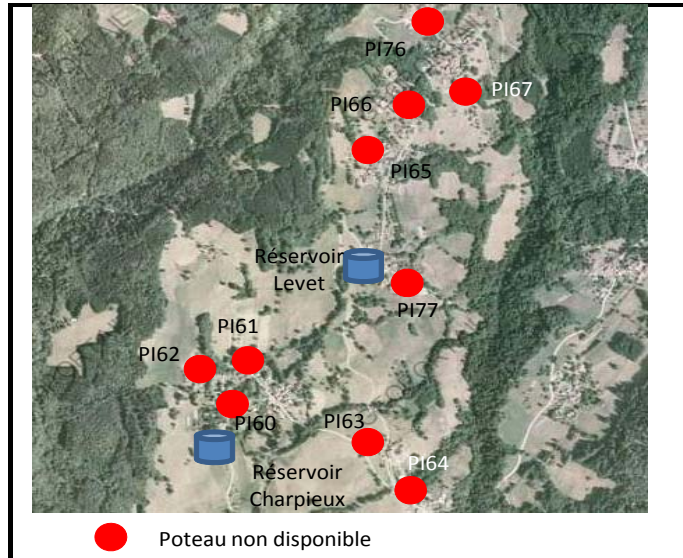 PI76
PI67
PI66
PI65
Réservoir
Levet
PI77
PI61
PI62
PI60
PI63
PI64
Réservoir
Charpieux
Poteau non disponible